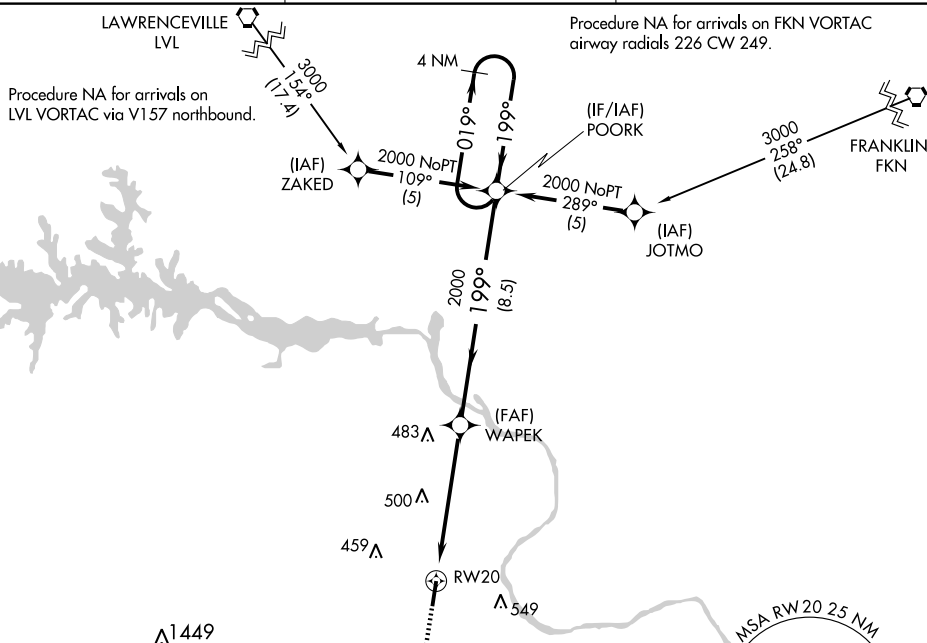 LAWRENCEVILLE
LVL
Procedure NA for arrivals on FKN VORTAC
airway radials 226 CW 249.
Procedure NA for arrivals on
LVL VORTAC via V157 northbound.
3000
154°
(17.4)
4 NM
019°
199°
(IF/IAF)
POORK
3000
258°
(24.8)
FRANKLIN
FKN
(IAF)
ZAKED
2000 NoPT
109°
(5)
2000 NoPT
289°
(5)
(IAF)
JOTMO
2000
199°
(8.5)
(FAF)
WAPEK
483
500
459
RW20
549
1449
MSA RW20 25 NM